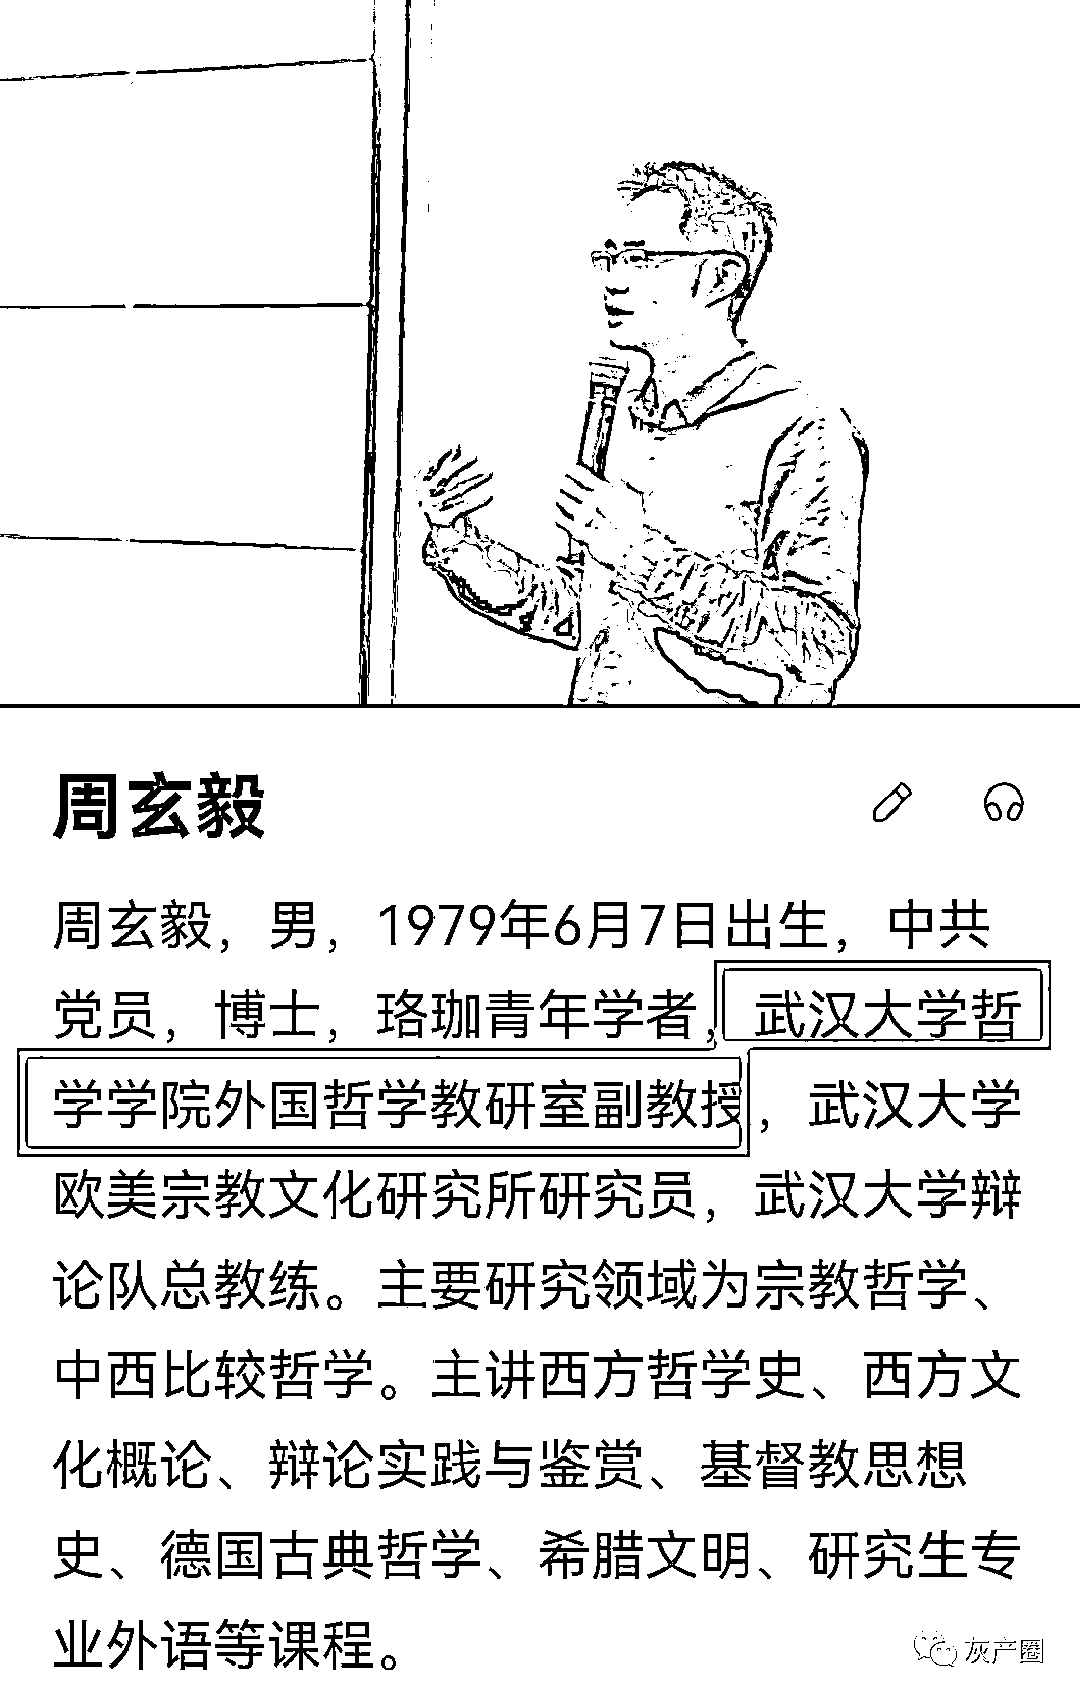 周玄毅
周玄毅，男，1979年6月7日出生，中共
党员，博士，珞珈青年学者，武汉大学哲
学学院外国哲学教研室副教授，武汉大学
欧美宗教文化研究所研究员，武汉大学辩
论队总教练。主要研究领域为宗教哲学、
中西比较哲学。主讲西方哲学史、西方文
化概论、辩论实践与鉴赏、基督教思想
史、德国古典哲学、希腊文明、研究生专
业外语等课程。
灰产圈